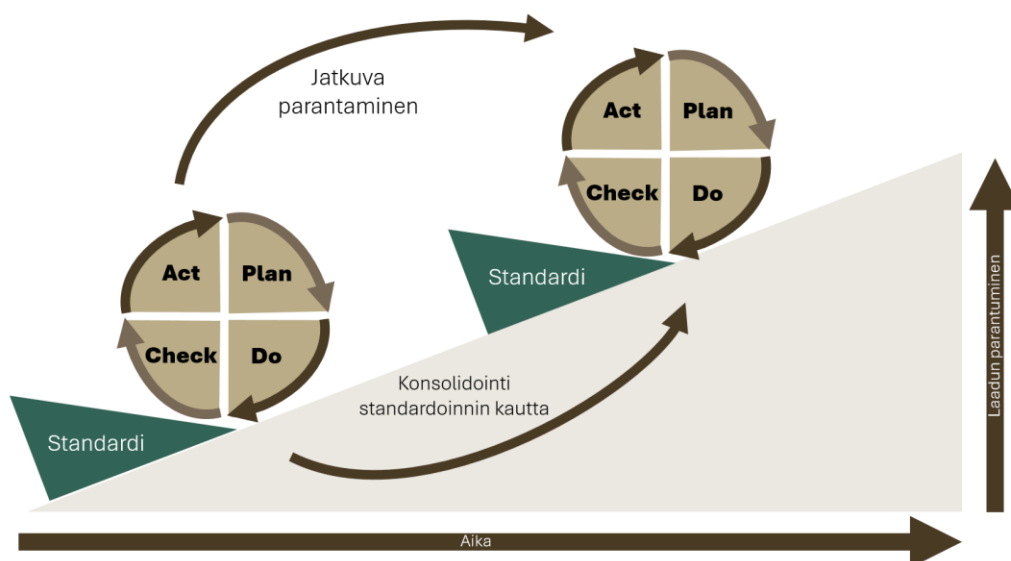 Jatkuva
parantaminen
Act
Plan
Check
Do
Standardi
Act
Plan
Check
Do
Standardi
Konsolidointi
standardoinnin kautta
Laadun parantuminen
Aika